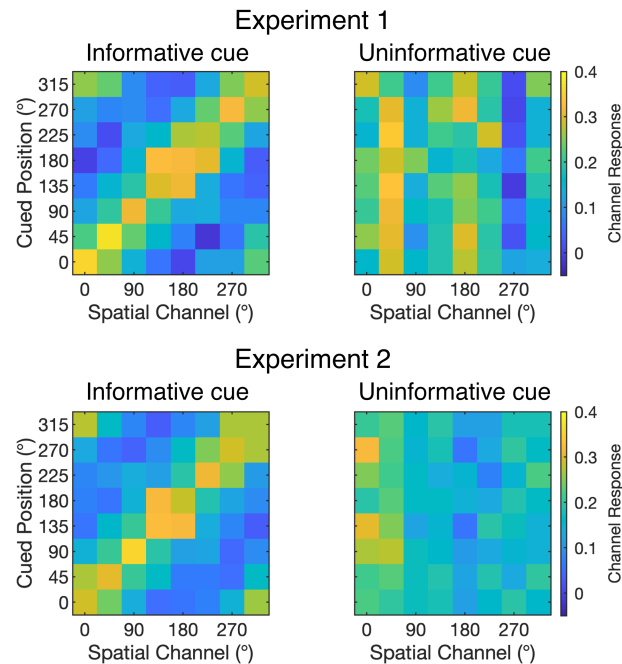 Experiment 1
Informative cue
Uninformative cue
Cued Position (°)
315
270
225
180
135
90
45
0
0 90 180 270
Spatial Channel (°)
0 90 180 270
Spatial Channel (°)
0.4
0.3
0.2
0.1
0
Channel Response
Experiment 2
Informative cue
Uninformative cue
Cued Position (°)
315
270
225
180
135
90
45
0
0 90 180 270
Spatial Channel (°)
0 90 180 270
Spatial Channel (°)
0.4
0.3
0.2
0.1
0
Channel Response